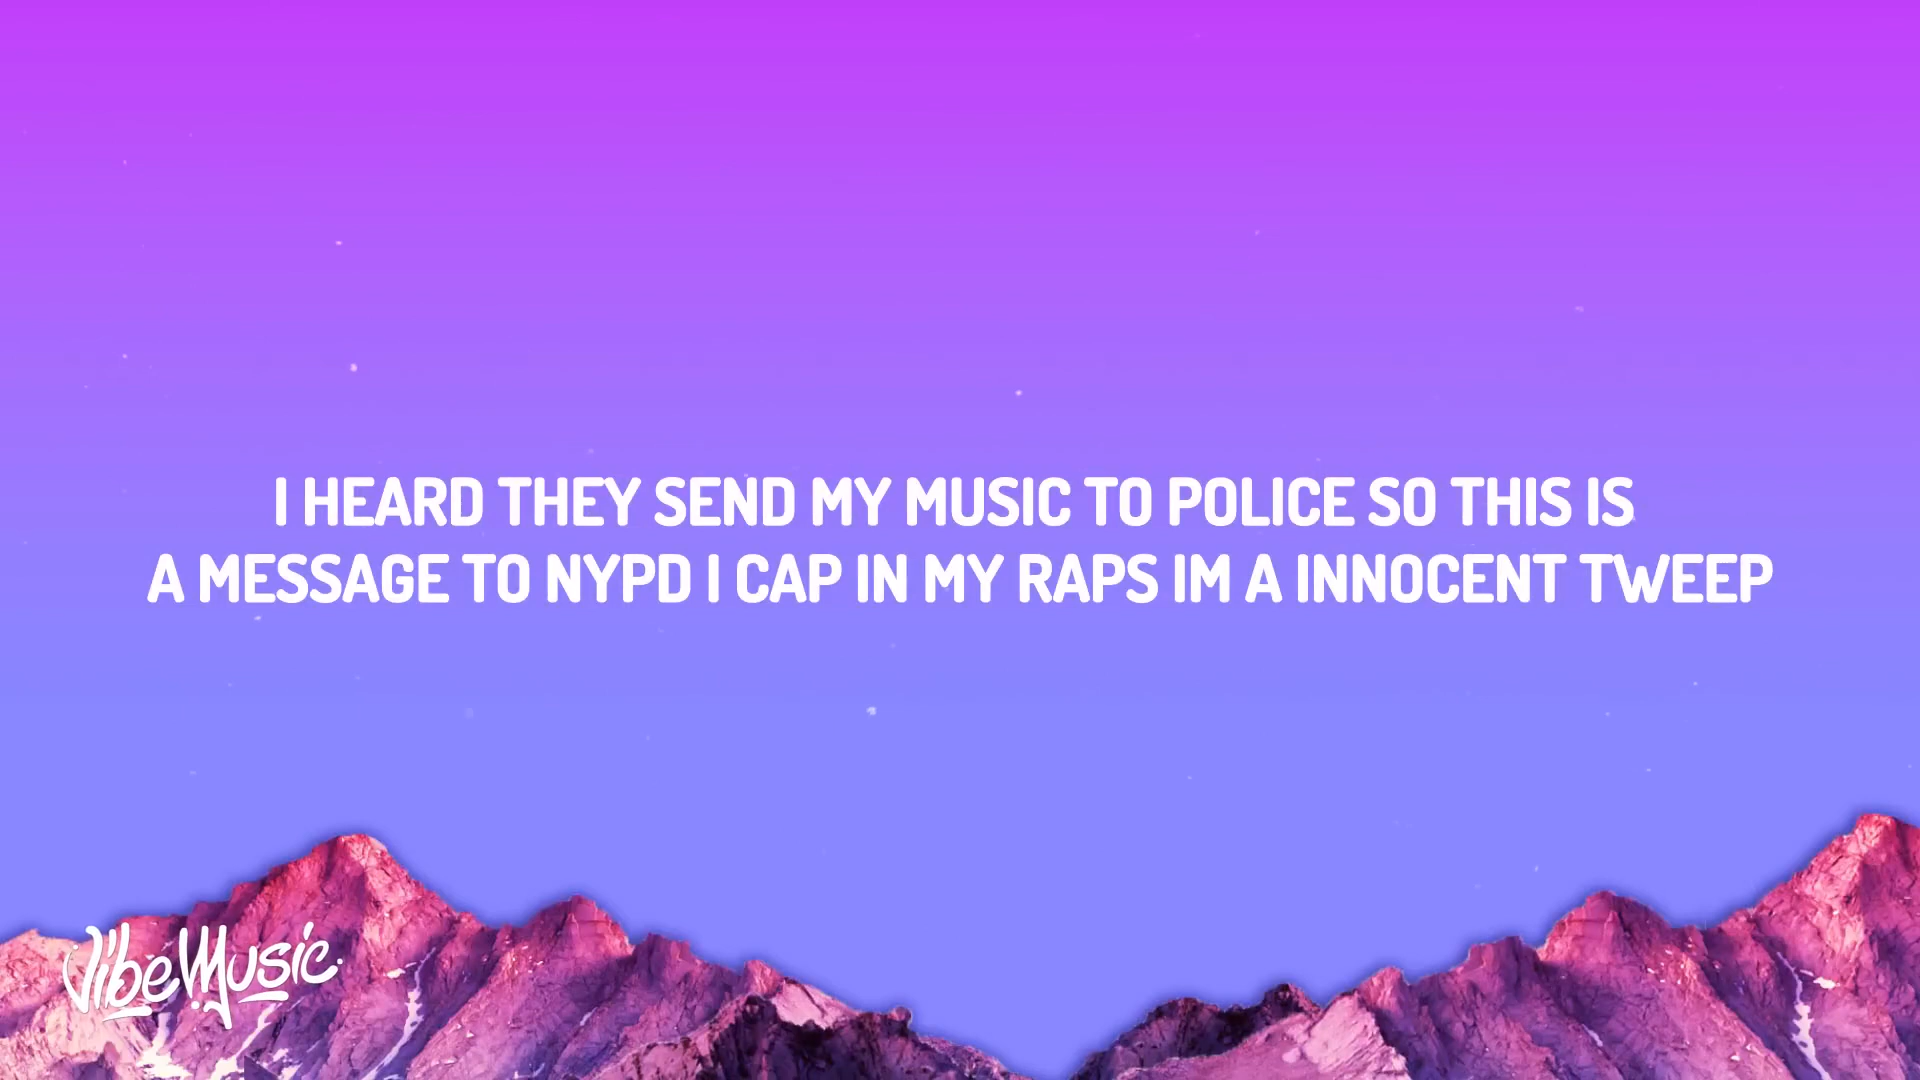 I HEARD THEY SEND MY MUSIC TO POLICE SO THIS IS
A MESSAGE TO NYPD I CAP IN MY RAPS IM A INNOCENT TWEEP
VibeMusic